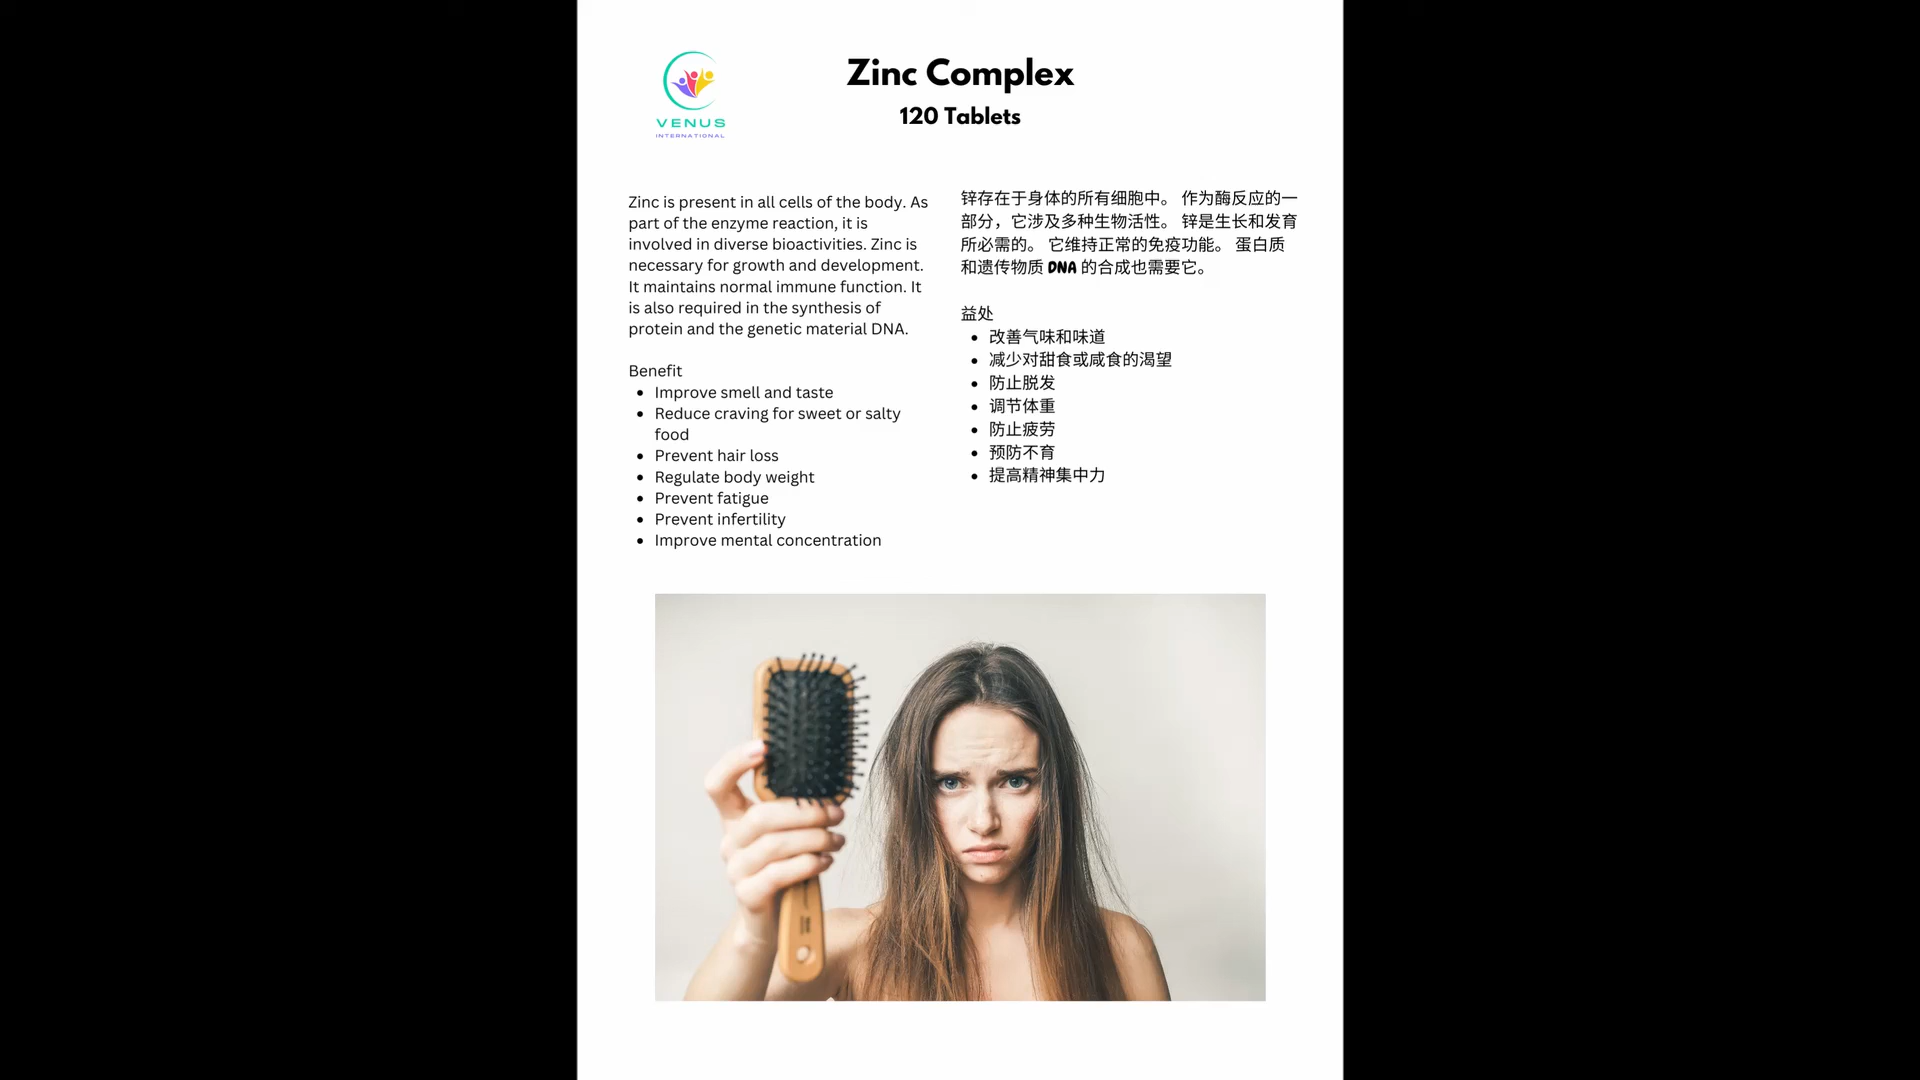 VENUS
INTERNATIONAL
Zinc Complex
120 Tablets
Zinc is present in all cells of the body. As
part of the enzyme reaction, it is
involved in diverse bioactivities. Zinc is
necessary for growth and development.
It maintains normal immune function. It
is also required in the synthesis of
protein and the genetic material DNA.
Benefit
• Improve smell and taste
• Reduce craving for sweet or salty
food
• Prevent hair loss
• Regulate body weight
• Prevent fatigue
• Prevent infertility
• Improve mental concentration
锌存在于身体的所有细胞中。 作为酶反应的一
部分，它涉及多种生物活性。 锌是生长和发育
所必需的。 它维持正常的免疫功能。 蛋白质
和遗传物质 DNA 的合成也需要它。
益处
• 改善气味和味道
• 减少对甜食或咸食的渴望
• 防止脱发
• 调节体重
• 防止疲劳
• 预防不育
• 提高精神集中力